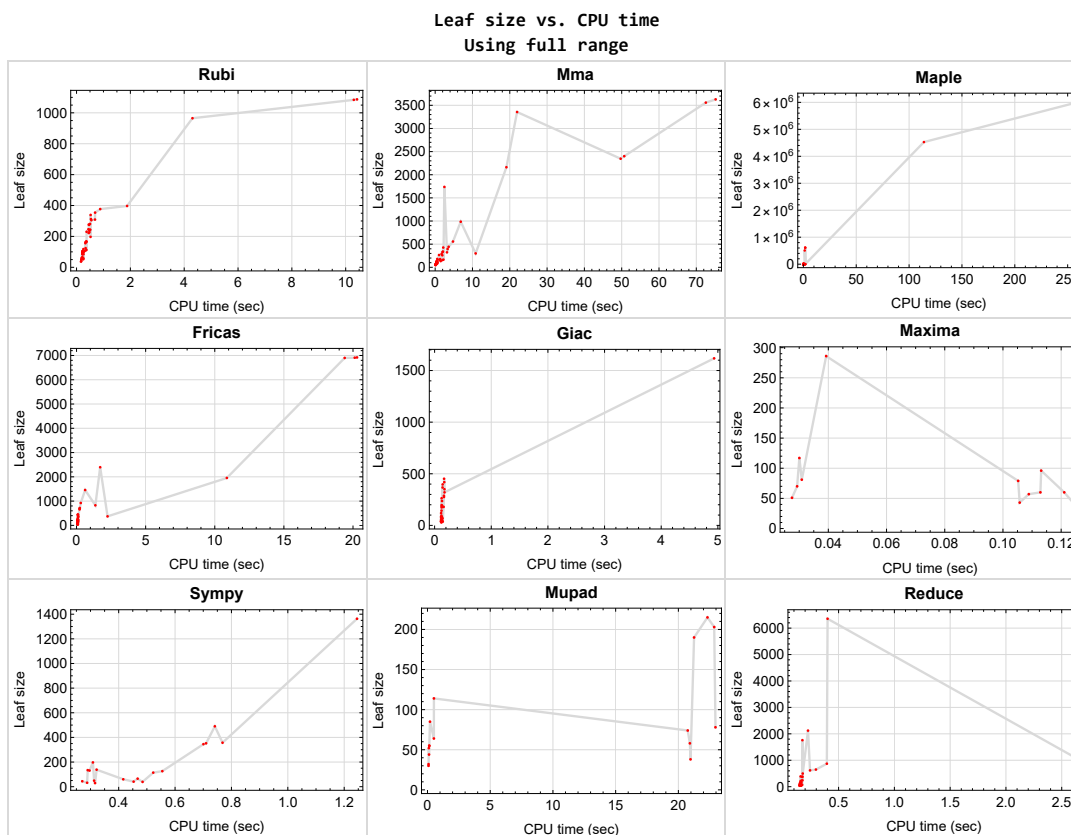 Leaf size vs. CPU time
Using full range
Rubi
Leaf size
1000
800
600
400
200
0
0 2 4 6 8 10
CPU time (sec)
Mma
Leaf size
3500
3000
2500
2000
1500
1000
500
0
0 10 20 30 40 50 60 70
CPU time (sec)
Maple
Leaf size
6 × 10⁶
5 × 10⁶
4 × 10⁶
3 × 10⁶
2 × 10⁶
1 × 10⁶
0
0 50 100 150 200 250
CPU time (sec)
Fricas
Leaf size
7000
6000
5000
4000
3000
2000
1000
0
0 5 10 15 20
CPU time (sec)
Giac
Leaf size
1500
1000
500
0
0 1 2 3 4 5
CPU time (sec)
Maxima
Leaf size
300
250
200
150
100
50
0
0.04 0.06 0.08 0.10 0.12
CPU time (sec)
Sympy
Leaf size
1400
1200
1000
800
600
400
200
0
0.4 0.6 0.8 1.0 1.2
CPU time (sec)
Mupad
Leaf size
200
150
100
50
0
0 5 10 15 20
CPU time (sec)
Reduce
Leaf size
6000
5000
4000
3000
2000
1000
0
0.5 1.0 1.5 2.0 2.5
CPU time (sec)